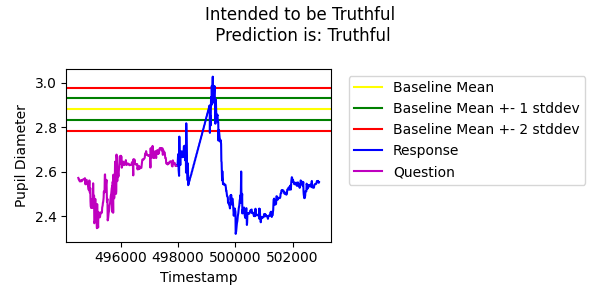 Intended to be Truthful
Prediction is: Truthful
3.0
2.8
2.6
2.4
Pupil Diameter
496000 498000 500000 502000
Timestamp
Baseline Mean
Baseline Mean +- 1 stddev
Baseline Mean +- 2 stddev
Response
Question